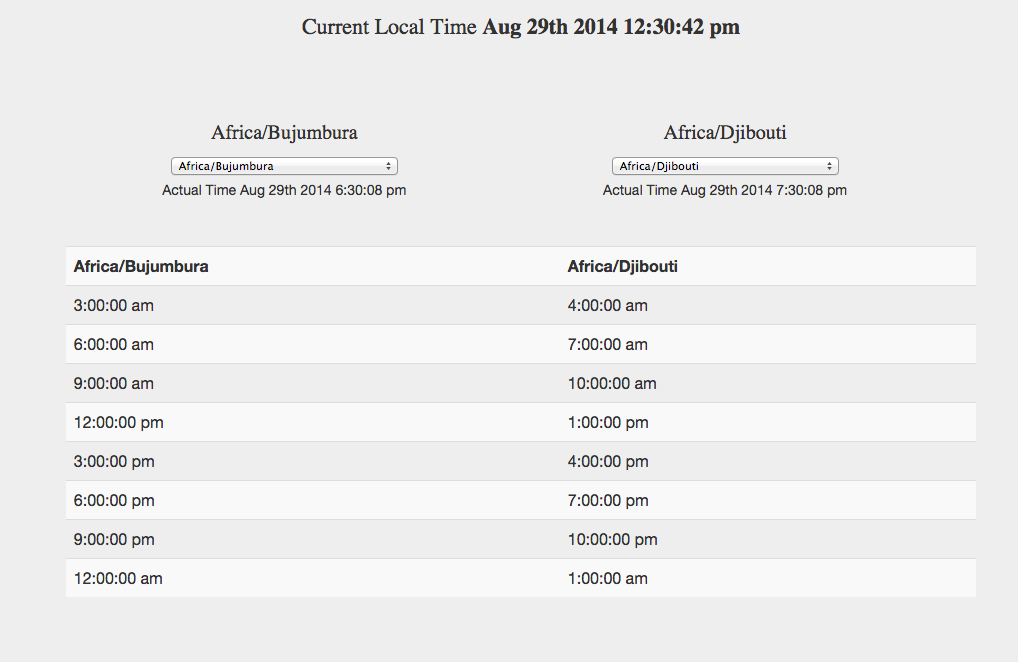 Current Local Time Aug 29th 2014 12:30:42 pm
Africa/Bujumbura Africa/Djibouti
Africa/Bujumbura Africa/Djibouti
Actual Time Aug 29th 2014 6:30:08 pm Actual Time Aug 29th 2014 7:30:08 pm
Africa/Bujumbura Africa/Djibouti
3:00:00 am 4:00:00 am
6:00:00 am 7:00:00 am
9:00:00 am 10:00:00 am
12:00:00 pm 1:00:00 pm
3:00:00 pm 4:00:00 pm
6:00:00 pm 7:00:00 pm
9:00:00 pm 10:00:00 pm
12:00:00 am 1:00:00 am